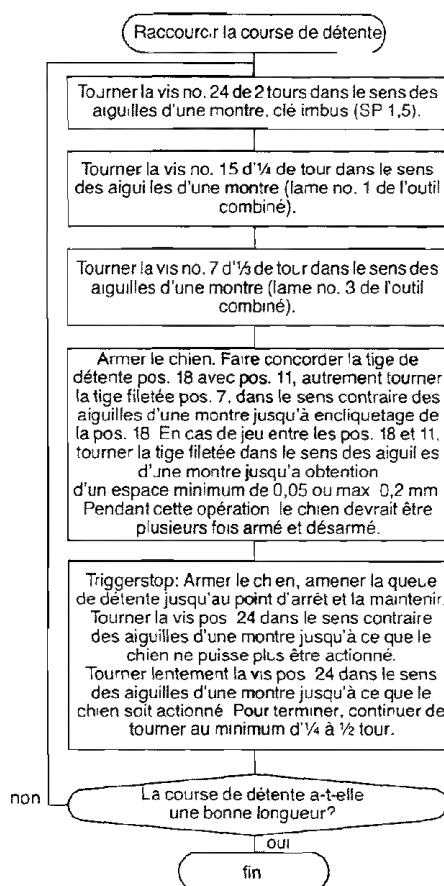 Raccourcir la course de détente
Tourner la vis no. 24 de 2 tours dans le sens des
aiguilles d'une montre, clé imbus (SP 1,5).
Tourner la vis no. 15 d'¼ de tour dans le sens
des aiguilles d'une montre (lame no. 1 de l'outil
combiné).
Tourner la vis no. 7 d'⅓ de tour dans le sens des
aiguilles d'une montre (lame no. 3 de l'outil
combiné).
Armer le chien. Faire concorder la tige de
détente pos. 18 avec pos. 11, autrement tourner
la tige filetée pos. 7, dans le sens contraire des
aiguilles d'une montre jusqu'à encliquetage de
la pos. 18 En cas de jeu entre les pos. 18 et 11,
tourner la tige filetée dans le sens des aiguilles
d'une montre jusqu'a obtention
d'un espace minimum de 0,05 ou max 0,2 mm
Pendant cette opération le chien devrait être
plusieurs fois armé et désarmé.
Triggerstop: Armer le chien, amener la queue
de détente jusqu'au point d'arrêt et la maintenir.
Tourner la vis pos 24 dans le sens contraire
des aiguilles d'une montre jusqu'à ce que le
chien ne puisse plus être actionné.
Tourner lentement la vis pos 24 dans le sens
des aiguilles d'une montre jusqu'à ce que le
chien soit actionné Pour terminer, continuer de
tourner au minimum d'¼ à ½ tour.
non
La course de détente a-t-elle
une bonne longueur?
oui
fin